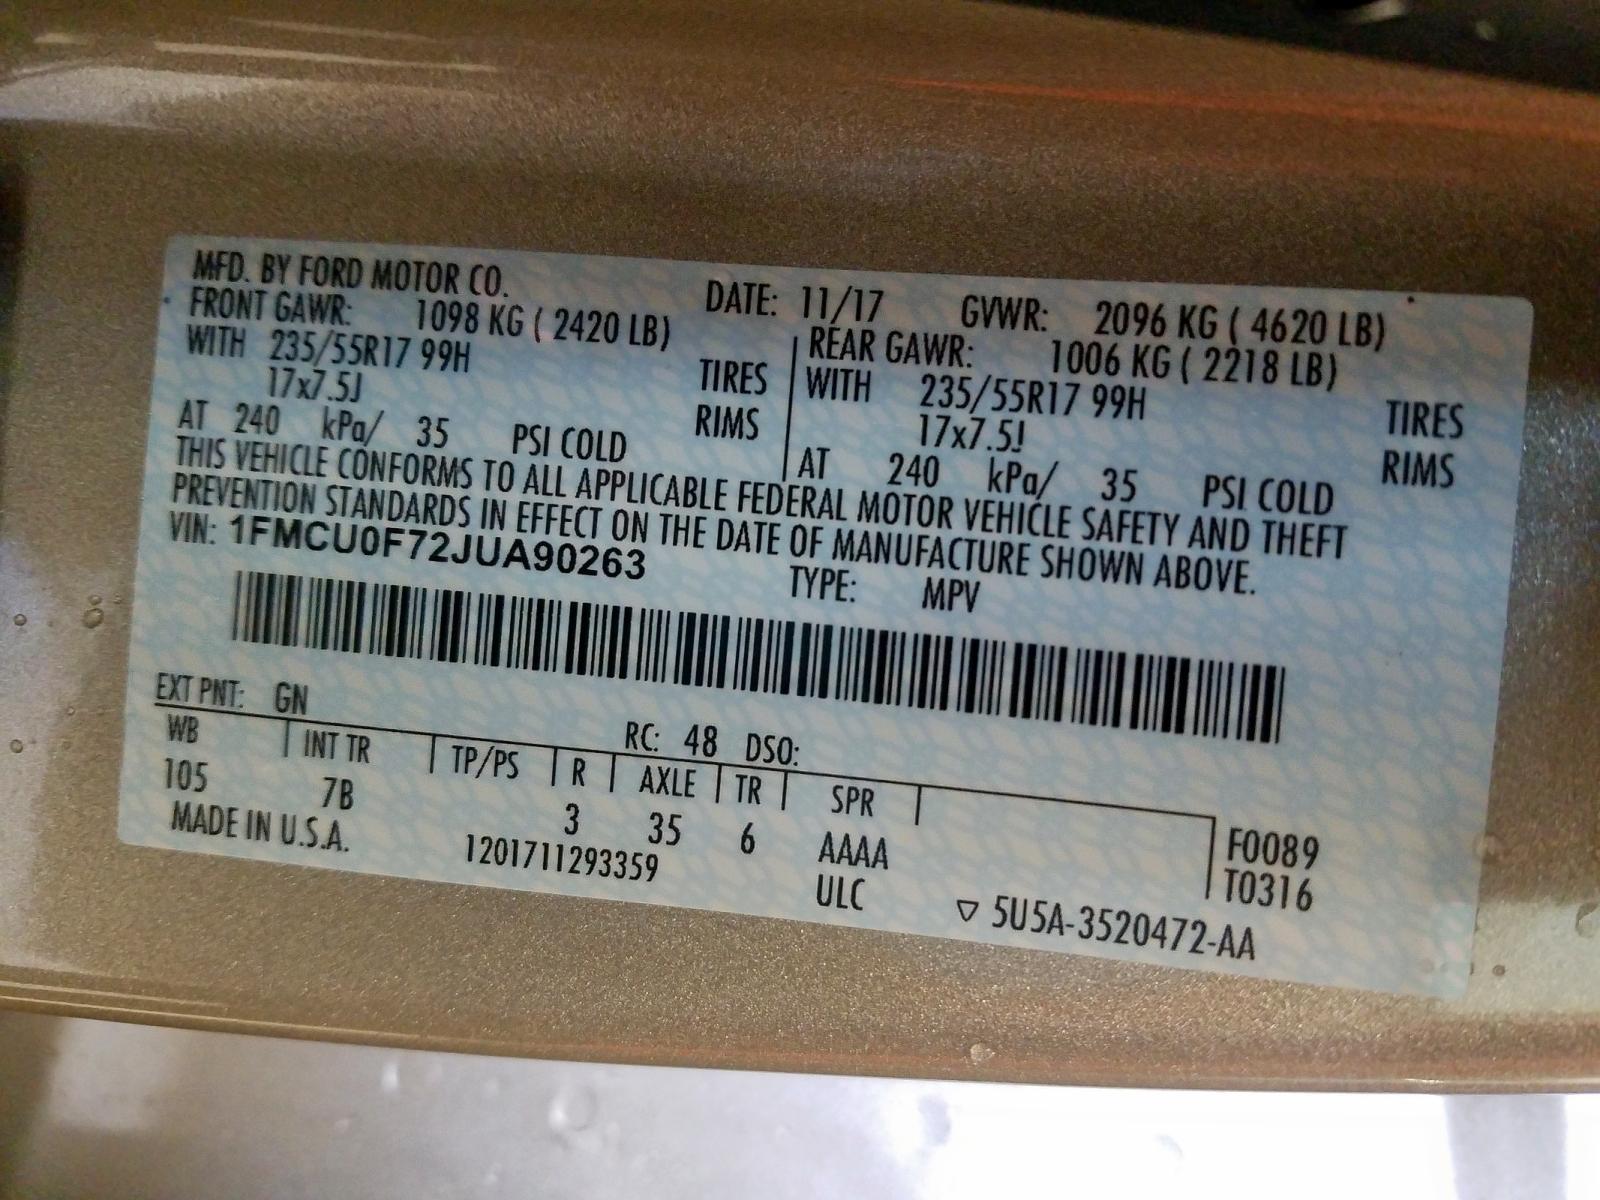 MFD. BY FORD MOTOR CO. DATE: 11/17 GVWR: 2096 KG ( 4620 LB)
FRONT GAWR: 1098 KG ( 2420 LB) REAR GAWR: 1006 KG ( 2218 LB)
WITH 235/55R17 99H TIRES WITH 235/55R17 99H TIRES
17x7.5J RIMS 17x7.5J RIMS
AT 240 kPa/ 35 PSI COLD AT 240 kPa/ 35 PSI COLD
THIS VEHICLE CONFORMS TO ALL APPLICABLE FEDERAL MOTOR VEHICLE SAFETY AND THEFT
PREVENTION STANDARDS IN EFFECT ON THE DATE OF MANUFACTURE SHOWN ABOVE.
VIN: 1FMCU0F72JUA90263 TYPE: MPV
EXT PNT: GN RC: 48 DSO:
WB INT TR TP/PS R AXLE TR SPR
105 7B 3 35 6 AAAA F0089
MADE IN U.S.A. 1201711293359 ULC T0316
▽ 5U5A-3520472-AA